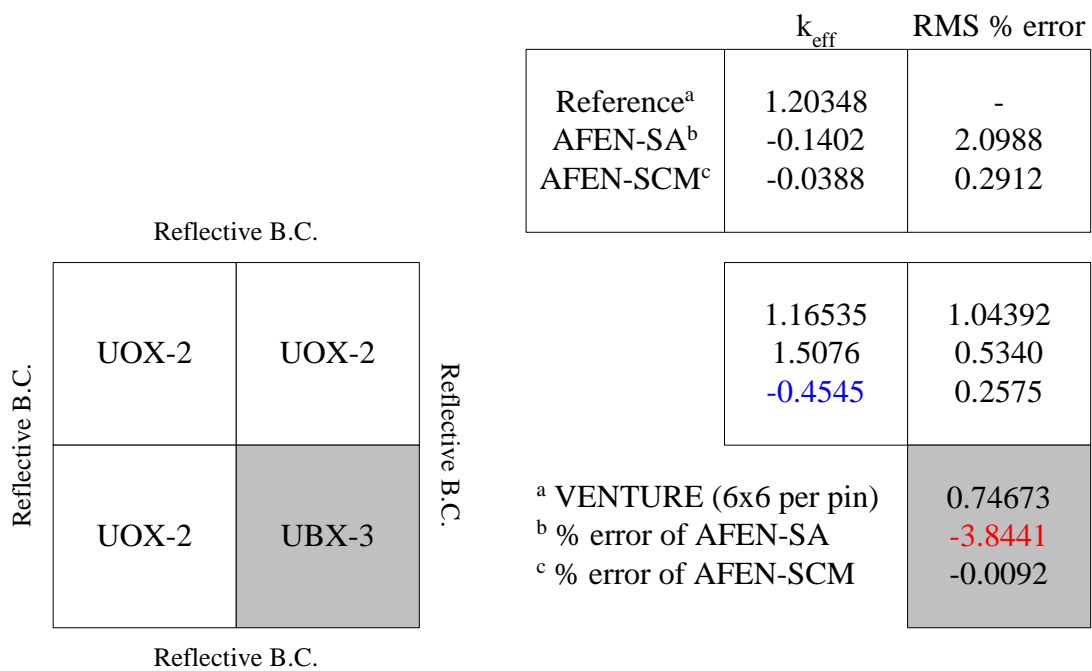 k_eff RMS % error
Reference^a 1.20348 -
AFEN-SA^b -0.1402 2.0988
AFEN-SCM^c -0.0388 0.2912
Reflective B.C.
Reflective B.C.
UOX-2 UOX-2
UOX-2 UBX-3
Reflective B.C.
Reflective B.C.
1.16535 1.04392
1.5076 0.5340
-0.4545 0.2575
^a VENTURE (6x6 per pin) 0.74673
^b % error of AFEN-SA -3.8441
^c % error of AFEN-SCM -0.0092